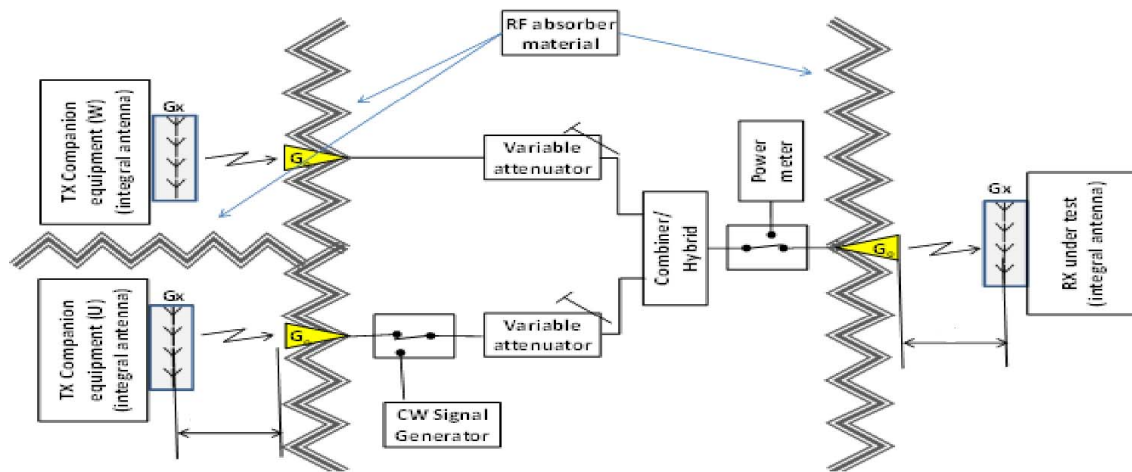 RF absorber
material
TX Companion
equipment (W)
(integral antenna)
Gx
Variable
attenuator
Power
meter
Combiner/
Hybrid
Gx
RX under test
(integral antenna)
TX Companion
equipment (U)
(integral antenna)
Gx
Variable
attenuator
CW Signal
Generator